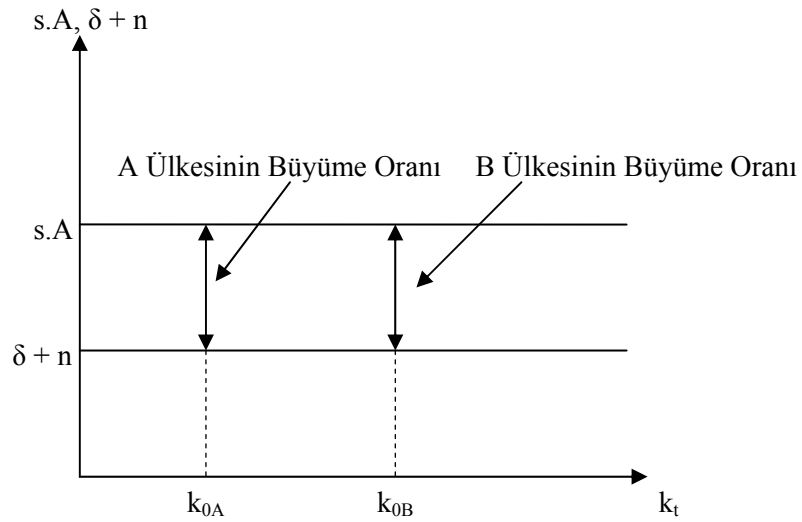 s.A, δ + n
A Ülkesinin Büyüme Oranı B Ülkesinin Büyüme Oranı
s.A
δ + n
k0A k0B kt